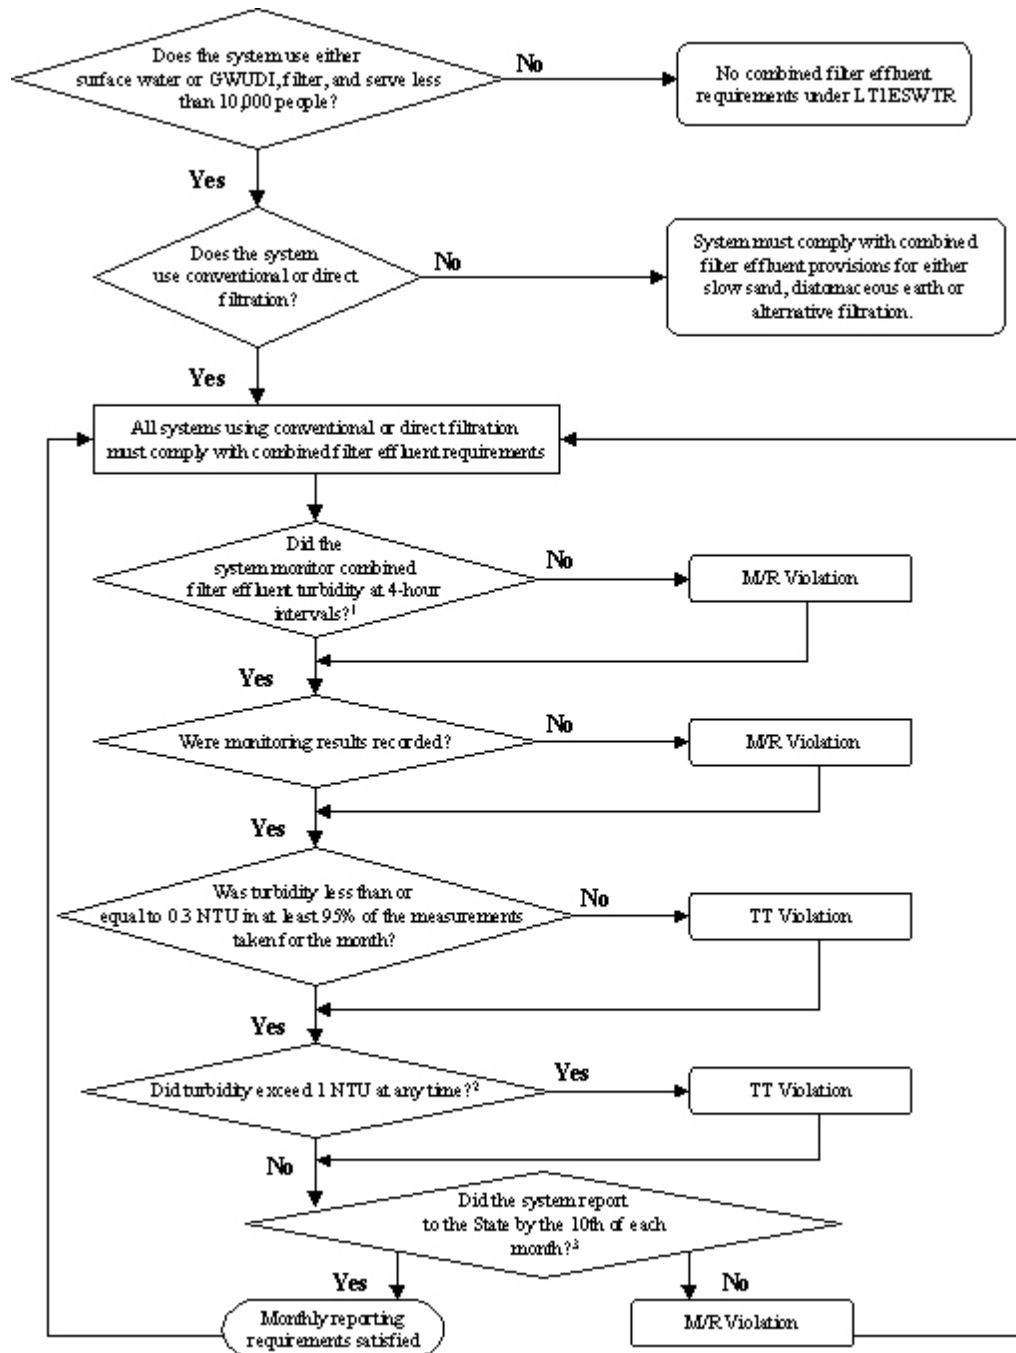 Does the system use either
surface water or GWUDI, filter, and serve less
than 10,000 people?
No
No combined filter effluent
requirements under LT1ESWTR
Yes
Does the system
use conventional or direct
filtration?
No
System must comply with combined
filter effluent provisions for either
slow sand, diatomaceous earth or
alternative filtration.
Yes
All systems using conventional or direct filtration
must comply with combined filter effluent requirements
Did the
system monitor combined
filter effluent turbidity at 4-hour
intervals?1
No
M/R Violation
Yes
Were monitoring results recorded?
No
M/R Violation
Yes
Was turbidity less than or
equal to 0.3 NTU in at least 95% of the measurements
taken for the month?
No
TT Violation
Yes
Did turbidity exceed 1 NTU at any time?2
Yes
TT Violation
No
Did the system report
to the State by the 10th of each
month?3
Yes
No
Monthly reporting
requirements satisfied
M/R Violation